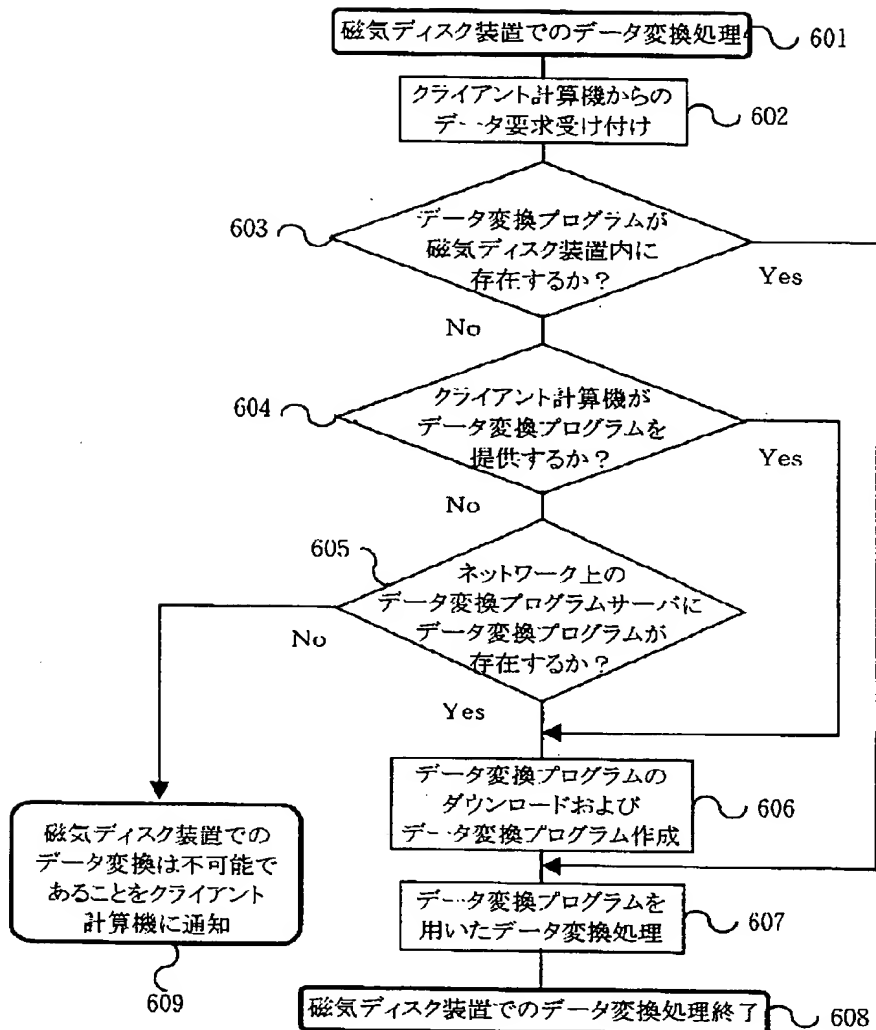 磁気ディスク装置でのデータ変換処理
601
クライアント計算機からの
データ要求受け付け
602
603
データ変換プログラムが
磁気ディスク装置内に
存在するか？
Yes
No
604
クライアント計算機が
データ変換プログラムを
提供するか？
Yes
No
605
ネットワーク上の
データ変換プログラムサーバに
データ変換プログラムが
存在するか？
No
Yes
データ変換プログラムの
ダウンロードおよび
データ変換プログラム作成
606
磁気ディスク装置での
データ変換は不可能で
あることをクライアント
計算機に通知
609
データ変換プログラムを
用いたデータ変換処理
607
磁気ディスク装置でのデータ変換処理終了
608